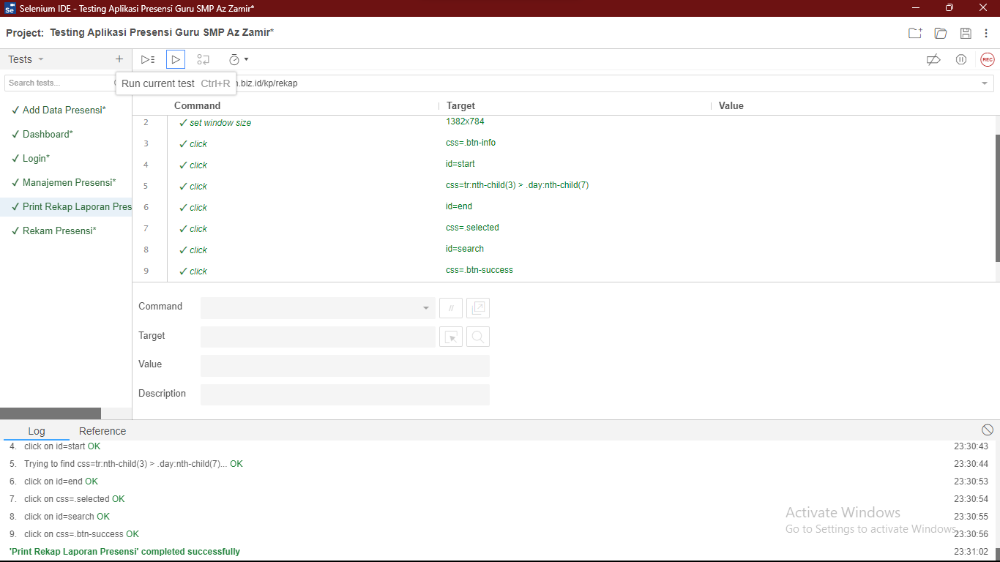 Selenium IDE - Testing Aplikasi Presensi Guru SMP Az Zamir*
Project: Testing Aplikasi Presensi Guru SMP Az Zamir*
Tests
REC
Search tests...
Run current test Ctrl+R
.biz.id/kp/rekap
Command Target Value
✓ Add Data Presensi*
✓ Dashboard*
✓ Login*
✓ Manajemen Presensi*
✓ Print Rekap Laporan Pres
✓ Rekam Presensi*
2 ✓ set window size 1382x784
3 ✓ click css=.btn-info
4 ✓ click id=start
5 ✓ click css=tr:nth-child(3) > .day:nth-child(7)
6 ✓ click id=end
7 ✓ click css=.selected
8 ✓ click id=search
9 ✓ click css=.btn-success
Command //
Target
Value
Description
Log Reference
4. click on id=start OK 23:30:43
5. Trying to find css=tr:nth-child(3) > .day:nth-child(7)... OK 23:30:44
6. click on id=end OK 23:30:53
7. click on css=.selected OK 23:30:54
8. click on id=search OK 23:30:55
9. click on css=.btn-success OK 23:30:56
'Print Rekap Laporan Presensi' completed successfully 23:31:02
Activate Windows
Go to Settings to activate Windows.